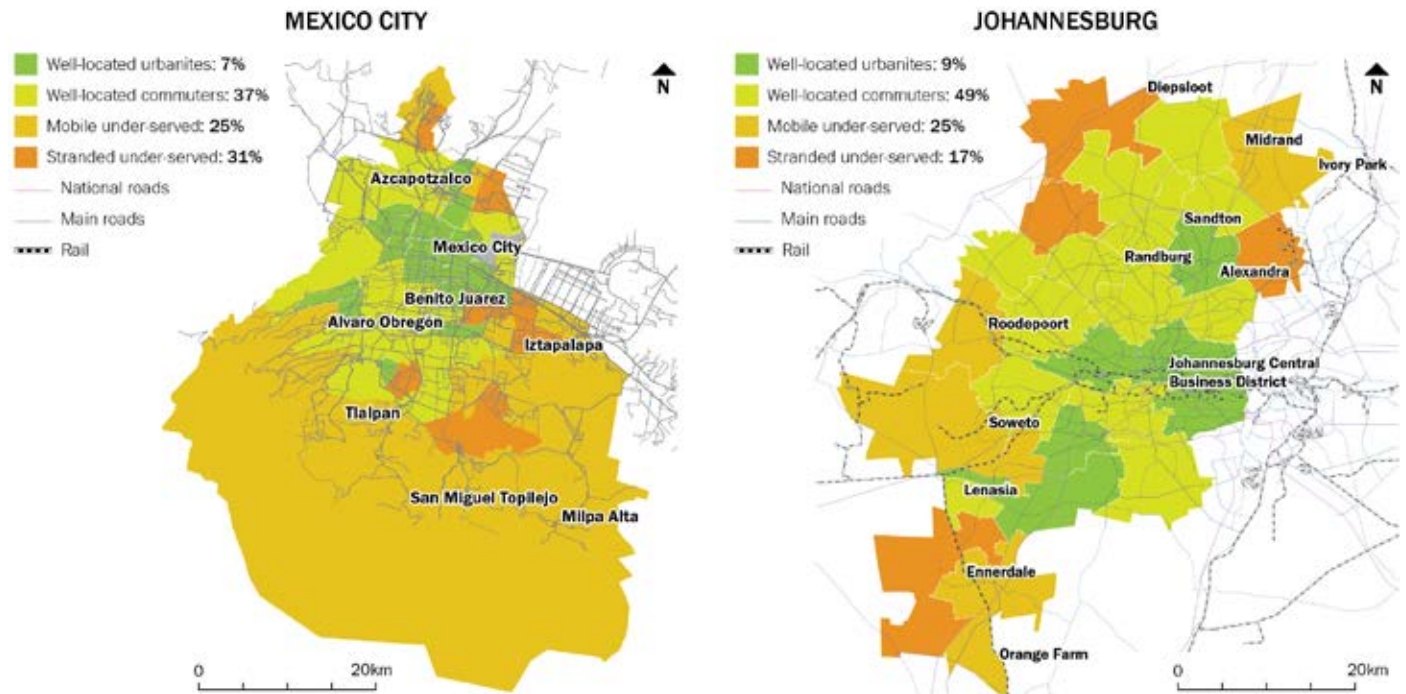 MEXICO CITY
Well-located urbanites: 7%
Well-located commuters: 37%
Mobile under-served: 25%
Stranded under-served: 31%
National roads
Main roads
Rail
N
Azcapotzalco
Mexico City
Benito Juarez
Alvaro Obregon
Iztapalapa
Tlalpan
San Miguel Topilejo
Milpa Alta
0 20km
JOHANNESBURG
Well-located urbanites: 9%
Well-located commuters: 49%
Mobile under-served: 25%
Stranded under-served: 17%
National roads
Main roads
Rail
N
Diepsloot
Midrand
Ivory Park
Sandton
Randburg
Alexandra
Roodepoort
Johannesburg Central
Business District
Soweto
Lenasia
Ennerdale
Orange Farm
0 20km